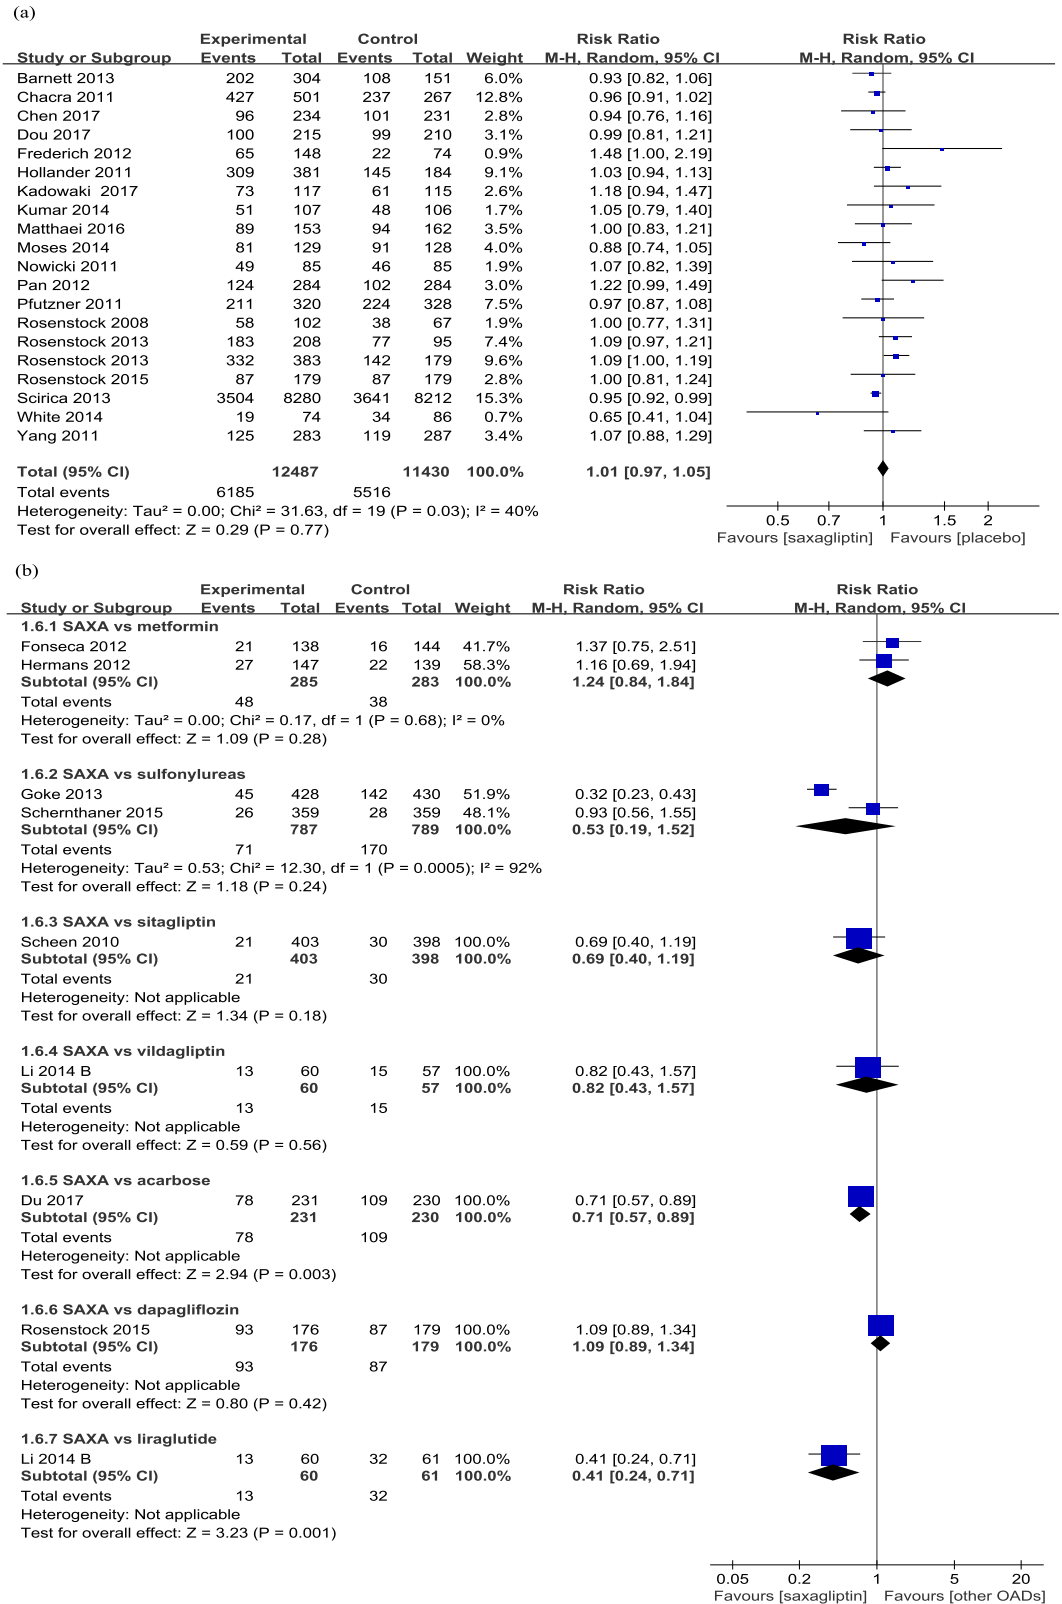 (a)
Experimental Control Risk Ratio Risk Ratio
Study or Subgroup Events Total Events Total Weight M-H, Random, 95% CI M-H, Random, 95% CI
Barnett 2013 202 304 108 151 6.0% 0.93 [0.82, 1.06]
Chacra 2011 427 501 237 267 12.8% 0.96 [0.91, 1.02]
Chen 2017 96 234 101 231 2.8% 0.94 [0.76, 1.16]
Dou 2017 100 215 99 210 3.1% 0.99 [0.81, 1.21]
Frederich 2012 65 148 22 74 0.9% 1.48 [1.00, 2.19]
Hollander 2011 309 381 145 184 9.1% 1.03 [0.94, 1.13]
Kadowaki 2017 73 117 61 115 2.6% 1.18 [0.94, 1.47]
Kumar 2014 51 107 48 106 1.7% 1.05 [0.79, 1.40]
Matthaei 2016 89 153 94 162 3.5% 1.00 [0.83, 1.21]
Moses 2014 81 129 91 128 4.0% 0.88 [0.74, 1.05]
Nowicki 2011 49 85 46 85 1.9% 1.07 [0.82, 1.39]
Pan 2012 124 284 102 284 3.0% 1.22 [0.99, 1.49]
Pfutzner 2011 211 320 224 328 7.5% 0.97 [0.87, 1.08]
Rosenstock 2008 58 102 38 67 1.9% 1.00 [0.77, 1.31]
Rosenstock 2013 183 208 77 95 7.4% 1.09 [0.97, 1.21]
Rosenstock 2013 332 383 142 179 9.6% 1.09 [1.00, 1.19]
Rosenstock 2015 87 179 87 179 2.8% 1.00 [0.81, 1.24]
Scirica 2013 3504 8280 3641 8212 15.3% 0.95 [0.92, 0.99]
White 2014 19 74 34 86 0.7% 0.65 [0.41, 1.04]
Yang 2011 125 283 119 287 3.4% 1.07 [0.88, 1.29]
Total (95% CI) 12487 11430 100.0% 1.01 [0.97, 1.05]
Total events 6185 5516
Heterogeneity: Tau² = 0.00; Chi² = 31.63, df = 19 (P = 0.03); I² = 40%
Test for overall effect: Z = 0.29 (P = 0.77)
0.5 0.7 1 1.5 2
Favours [saxagliptin] Favours [placebo]
(b)
Experimental Control Risk Ratio Risk Ratio
Study or Subgroup Events Total Events Total Weight M-H, Random, 95% CI M-H, Random, 95% CI
1.6.1 SAXA vs metformin
Fonseca 2012 21 138 16 144 41.7% 1.37 [0.75, 2.51]
Hermans 2012 27 147 22 139 58.3% 1.16 [0.69, 1.94]
Subtotal (95% CI) 285 283 100.0% 1.24 [0.84, 1.84]
Total events 48 38
Heterogeneity: Tau² = 0.00; Chi² = 0.17, df = 1 (P = 0.68); I² = 0%
Test for overall effect: Z = 1.09 (P = 0.28)
1.6.2 SAXA vs sulfonylureas
Goke 2013 45 428 142 430 51.9% 0.32 [0.23, 0.43]
Schernthaner 2015 26 359 28 359 48.1% 0.93 [0.56, 1.55]
Subtotal (95% CI) 787 789 100.0% 0.53 [0.19, 1.52]
Total events 71 170
Heterogeneity: Tau² = 0.53; Chi² = 12.30, df = 1 (P = 0.0005); I² = 92%
Test for overall effect: Z = 1.18 (P = 0.24)
1.6.3 SAXA vs sitagliptin
Scheen 2010 21 403 30 398 100.0% 0.69 [0.40, 1.19]
Subtotal (95% CI) 403 398 100.0% 0.69 [0.40, 1.19]
Total events 21 30
Heterogeneity: Not applicable
Test for overall effect: Z = 1.34 (P = 0.18)
1.6.4 SAXA vs vildagliptin
Li 2014 B 13 60 15 57 100.0% 0.82 [0.43, 1.57]
Subtotal (95% CI) 60 57 100.0% 0.82 [0.43, 1.57]
Total events 13 15
Heterogeneity: Not applicable
Test for overall effect: Z = 0.59 (P = 0.56)
1.6.5 SAXA vs acarbose
Du 2017 78 231 109 230 100.0% 0.71 [0.57, 0.89]
Subtotal (95% CI) 231 230 100.0% 0.71 [0.57, 0.89]
Total events 78 109
Heterogeneity: Not applicable
Test for overall effect: Z = 2.94 (P = 0.003)
1.6.6 SAXA vs dapagliflozin
Rosenstock 2015 93 176 87 179 100.0% 1.09 [0.89, 1.34]
Subtotal (95% CI) 176 179 100.0% 1.09 [0.89, 1.34]
Total events 93 87
Heterogeneity: Not applicable
Test for overall effect: Z = 0.80 (P = 0.42)
1.6.7 SAXA vs liraglutide
Li 2014 B 13 60 32 61 100.0% 0.41 [0.24, 0.71]
Subtotal (95% CI) 60 61 100.0% 0.41 [0.24, 0.71]
Total events 13 32
Heterogeneity: Not applicable
Test for overall effect: Z = 3.23 (P = 0.001)
0.05 0.2 1 5 20
Favours [saxagliptin] Favours [other OADs]